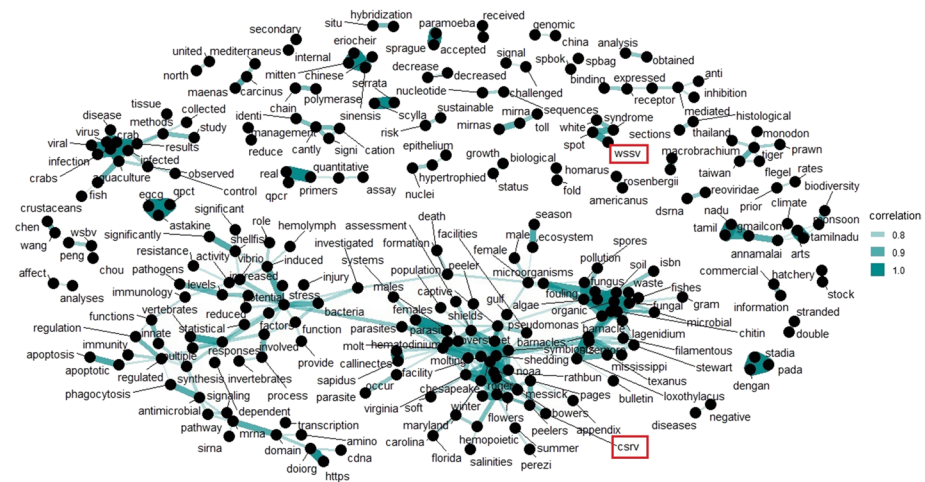 hybridization
received
secondary
situ
paramoeba
genomic
eriocheir
united
mediterraneus
internal
sprague
accepted
signal
china
analysis
spbok
spbag
obtained
north
mitten
chinese
decrease
decreased
binding
expressed
anti
maenas
carcinus
serrata
nucleotide
challenged
receptor
inhibition
polymerase
tissue
collected
chain
sinensis
scylla
sustainable
mirna
sequences
mediated
histological
disease
methods
identi
risk
mirnas
toll
syndrome
white
sections
thailand
monodon
virus
crab
study
management
viral
results
reduce
cantly
signi
cation
epithelium
spot
wssv
macrobrachium
tiger
prawn
infection
infected
real
quantitative
growth
biological
homarus
taiwan
flegel
rates
crabs
aquaculture
observed
qpcr
primers
assay
hypertrophied
rosenbergii
reoviridae
biodiversity
fish
egcg
qpct
control
nuclei
status
fold
americanus
dsrna
prior
climate
crustaceans
significant
death
season
nadu
gmailcom
monsoon
chen
wsbv
astakine
role
hemolymph
assessment
facilities
male
tamil
tamilnadu
wang
significantly
shellfish
investigated
formation
female
ecosystem
spores
annamalai
arts
correlation
0.8
0.9
1.0
peng
resistance
activity
vibrio
induced
systems
pollution
soil
isbn
affect
chou
pathogens
increased
injury
population
peeler
microorganisms
fungus
waste
commercial
hatchery
analyses
immunology
levels
potential
stress
males
captive
gulf
fouling
fishes
stock
vertebrates
reduced
bacteria
females
shields
algae
organic
fungal
gram
information
functions
stranded
regulation
innate
statistical
factors
function
parasites
pseudomonas
barnacle
microbial
double
immunity
molt
hematodinium
overstreet
barnacles
lagenidium
chitin
apoptosis
multiple
responses
involved
provide
callinectes
molting
shedding
symbionts
filamentous
stadia
apoptotic
regulated
facility
noaa
mississippi
stewart
pada
phagocytosis
synthesis
invertebrates
sapidus
occur
chesapeake
rathbun
texanus
dengan
process
parasite
messick
pages
bulletin
loxothylacus
antimicrobial
signaling
dependent
virginia
soft
winter
bowers
negative
pathway
transcription
maryland
flowers
peelers
appendix
diseases
sirna
mrna
amino
carolina
hemopoietic
summer
csrv
domain
cdna
florida
salinities
perezi
doiorg
https